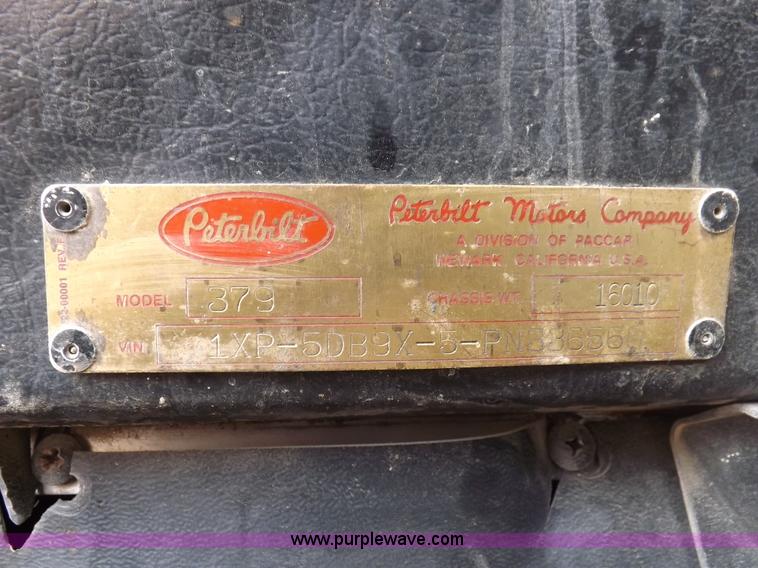 Peterbilt
Peterbilt Motors Company
A DIVISION OF PACCAR
NEWARK CALIFORNIA U.S.A.
MODEL 379
CHASSIS WT. 16010
VIN 1XP-5DB9X-5-PN
www.purplewave.com